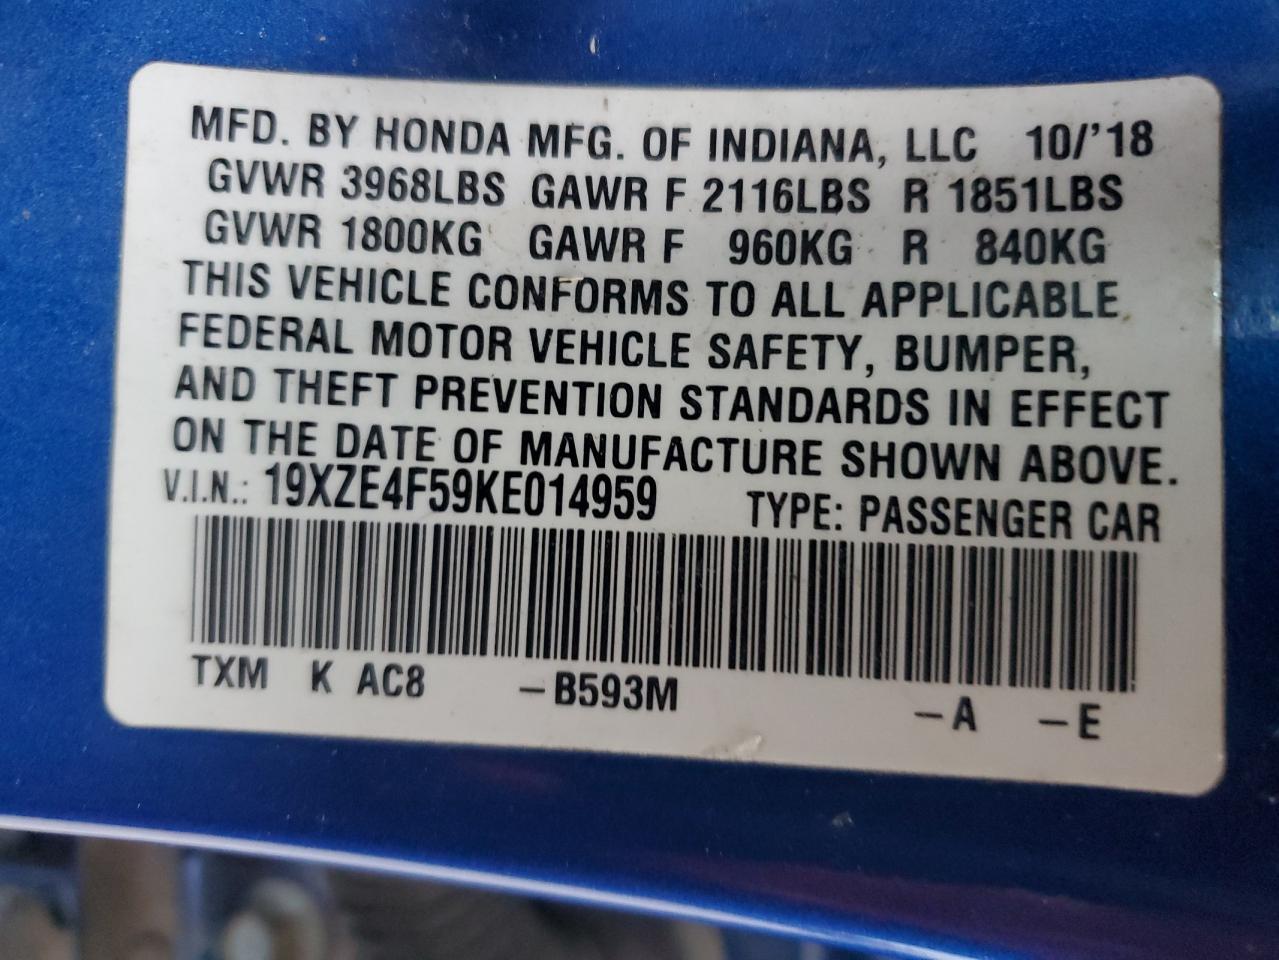 MFD. BY HONDA MFG. OF INDIANA, LLC 10/'18
GVWR 3968LBS GAWR F 2116LBS R 1851LBS
GVWR 1800KG GAWR F 960KG R 840KG
THIS VEHICLE CONFORMS TO ALL APPLICABLE
FEDERAL MOTOR VEHICLE SAFETY, BUMPER,
AND THEFT PREVENTION STANDARDS IN EFFECT
ON THE DATE OF MANUFACTURE SHOWN ABOVE.
V.I.N.: 19XZE4F59KE014959 TYPE: PASSENGER CAR
TXM K AC8 –B593M –A –E